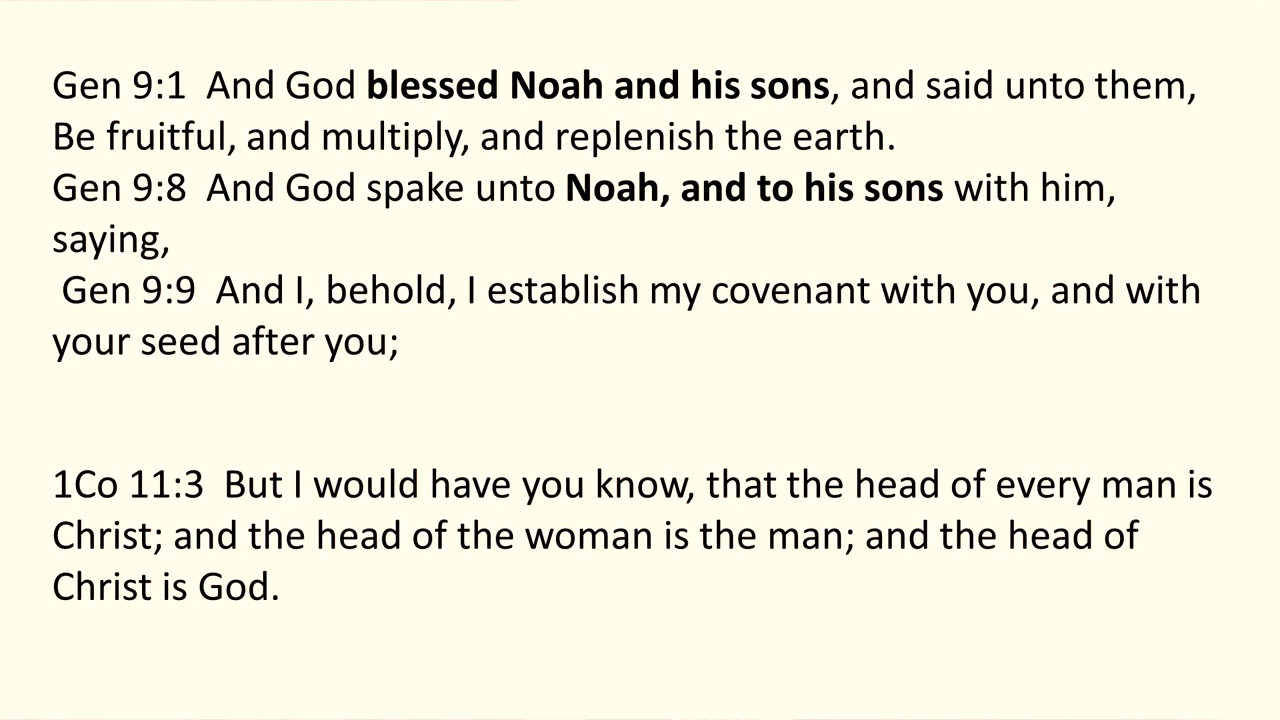 Gen 9:1  And God blessed Noah and his sons, and said unto them,
Be fruitful, and multiply, and replenish the earth.
Gen 9:8  And God spake unto Noah, and to his sons with him,
saying,
Gen 9:9  And I, behold, I establish my covenant with you, and with
your seed after you;
1Co 11:3  But I would have you know, that the head of every man is
Christ; and the head of the woman is the man; and the head of
Christ is God.